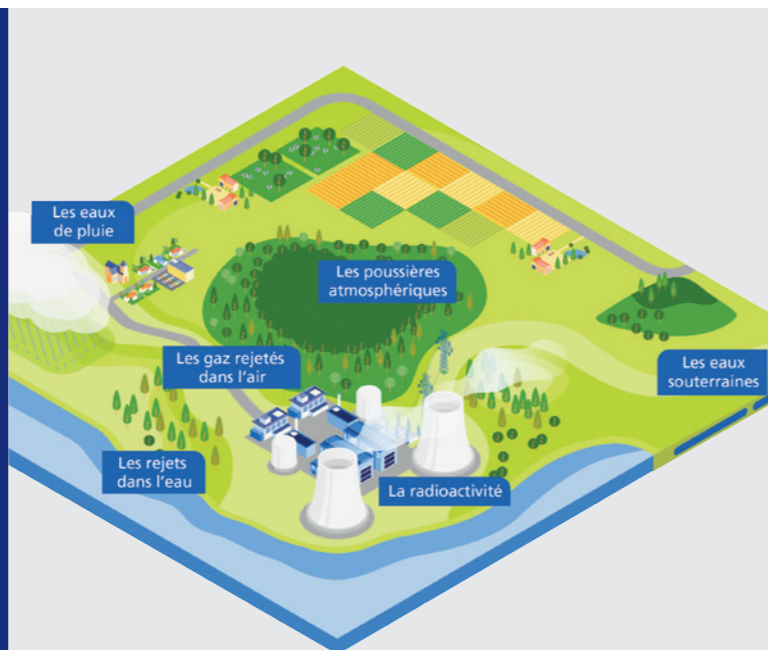 Les eaux
de pluie
Les poussières
atmosphériques
Les gaz rejetés
dans l'air
Les eaux
souterraines
Les rejets
dans l'eau
La radioactivité